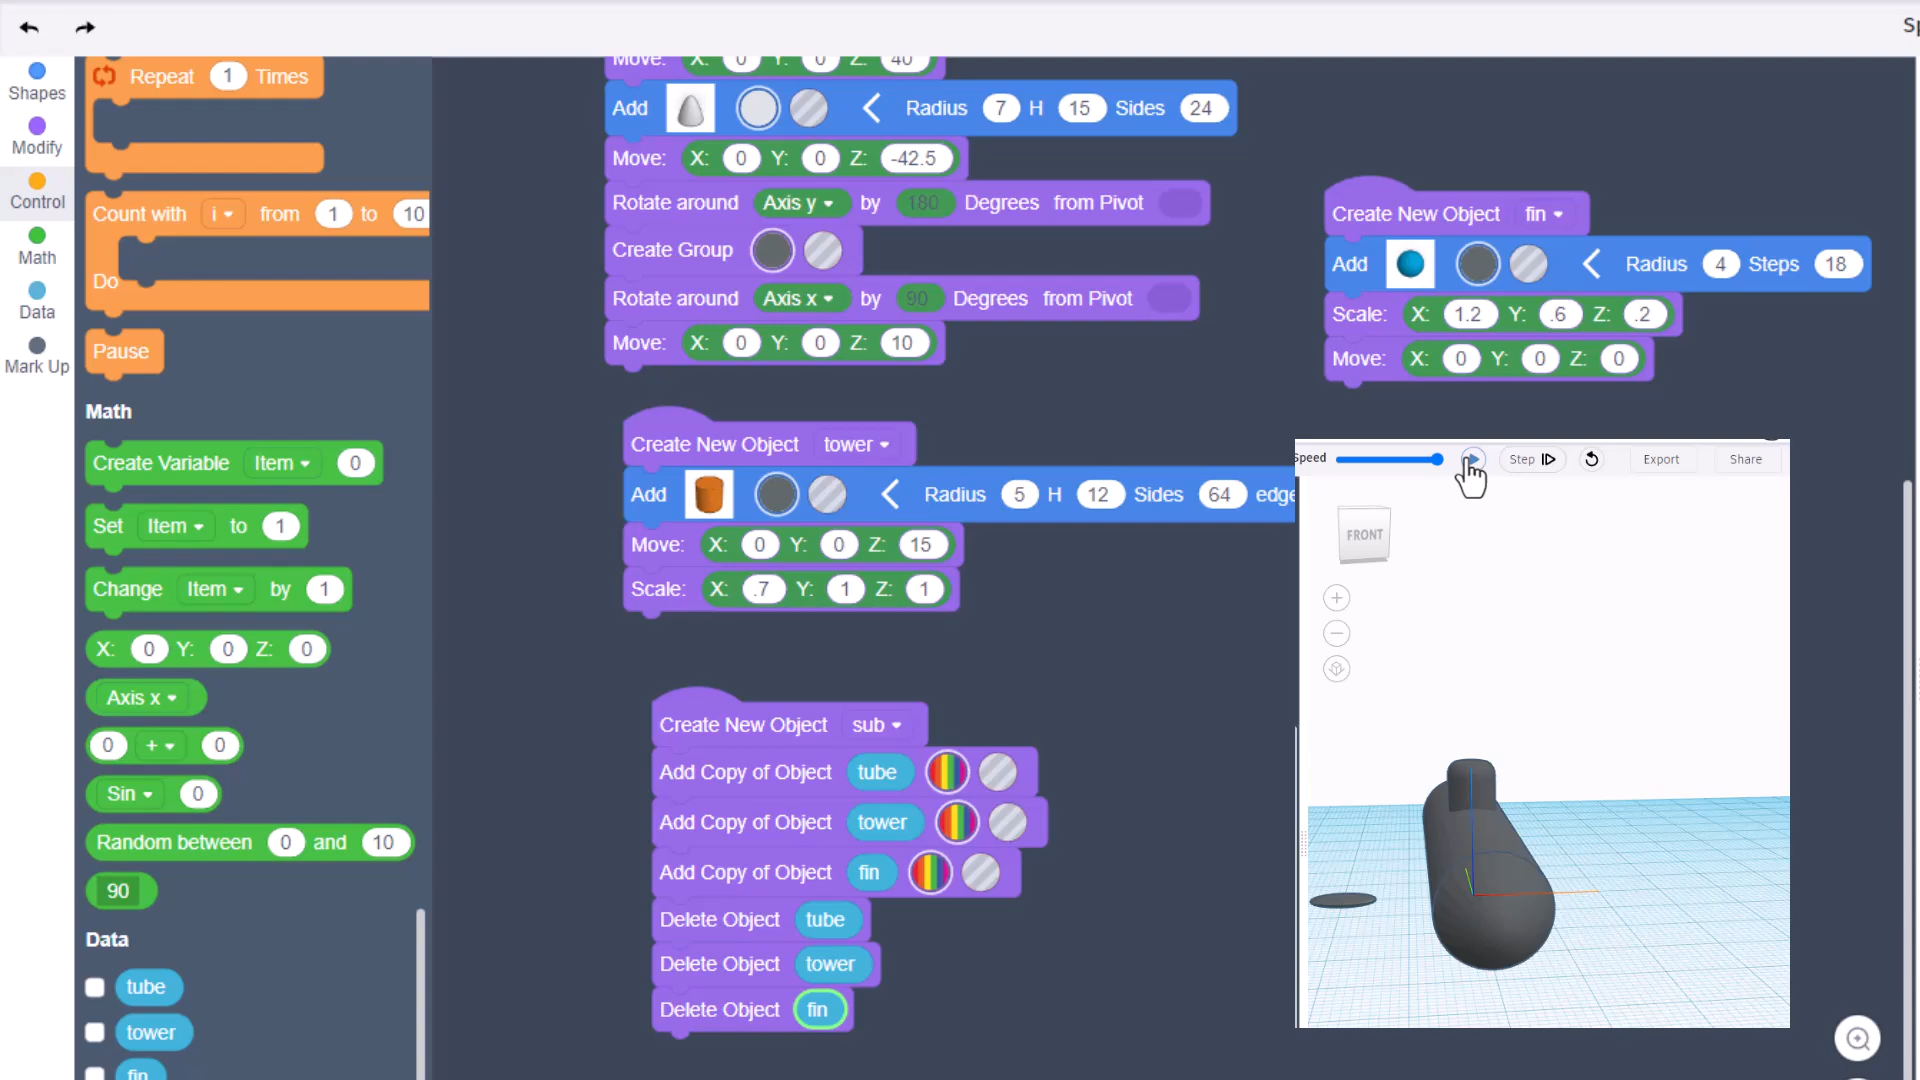 Sp
Shapes
Modify
Control
Math
Data
Mark Up
Repeat 1 Times
Count with i from 1 to 10
Do
Pause
Math
Create Variable Item 0
Set Item to 1
Change Item by 1
X: 0 Y: 0 Z: 0
Axis x
0 + 0
Sin 0
Random between 0 and 10
90
Data
tube
tower
fin
Move: X: 0 Y: 0 Z: 40
Add Radius 7 H 15 Sides 24
Move: X: 0 Y: 0 Z: -42.5
Rotate around Axis y by 180 Degrees from Pivot
Create Group
Rotate around Axis x by 90 Degrees from Pivot
Move: X: 0 Y: 0 Z: 10
Create New Object tower
Add Radius 5 H 12 Sides 64 edge
Move: X: 0 Y: 0 Z: 15
Scale: X: .7 Y: 1 Z: 1
Create New Object sub
Add Copy of Object tube
Add Copy of Object tower
Add Copy of Object fin
Delete Object tube
Delete Object tower
Delete Object fin
Create New Object fin
Add Radius 4 Steps 18
Scale: X: 1.2 Y: .6 Z: .2
Move: X: 0 Y: 0 Z: 0
Speed Step Export Share
FRONT